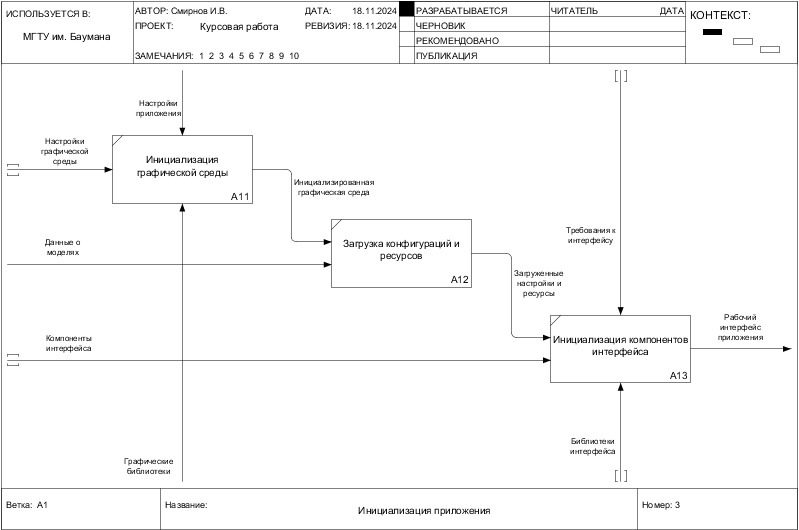 ИСПОЛЬЗУЕТСЯ В:
МГТУ им. Баумана
АВТОР: Смирнов И.В.
ДАТА: 18.11.2024
ПРОЕКТ: Курсовая работа
РЕВИЗИЯ: 18.11.2024
ЗАМЕЧАНИЯ: 1 2 3 4 5 6 7 8 9 10
РАЗРАБАТЫВАЕТСЯ
ЧЕРНОВИК
РЕКОМЕНДОВАНО
ПУБЛИКАЦИЯ
ЧИТАТЕЛЬ
ДАТА
КОНТЕКСТ:
Настройки
приложения
Настройки
графической
среды
Инициализация
графической среды
A11
Инициализированная
графическая среда
Данные о
моделях
Загрузка конфигураций и
ресурсов
A12
Требования к
интерфейсу
Загруженные
настройки и
ресурсы
Компоненты
интерфейса
Инициализация компонентов
интерфейса
A13
Рабочий
интерфейс
приложения
Графические
библиотеки
Библиотеки
интерфейса
Ветка: A1
Название:
Инициализация приложения
Номер: 3